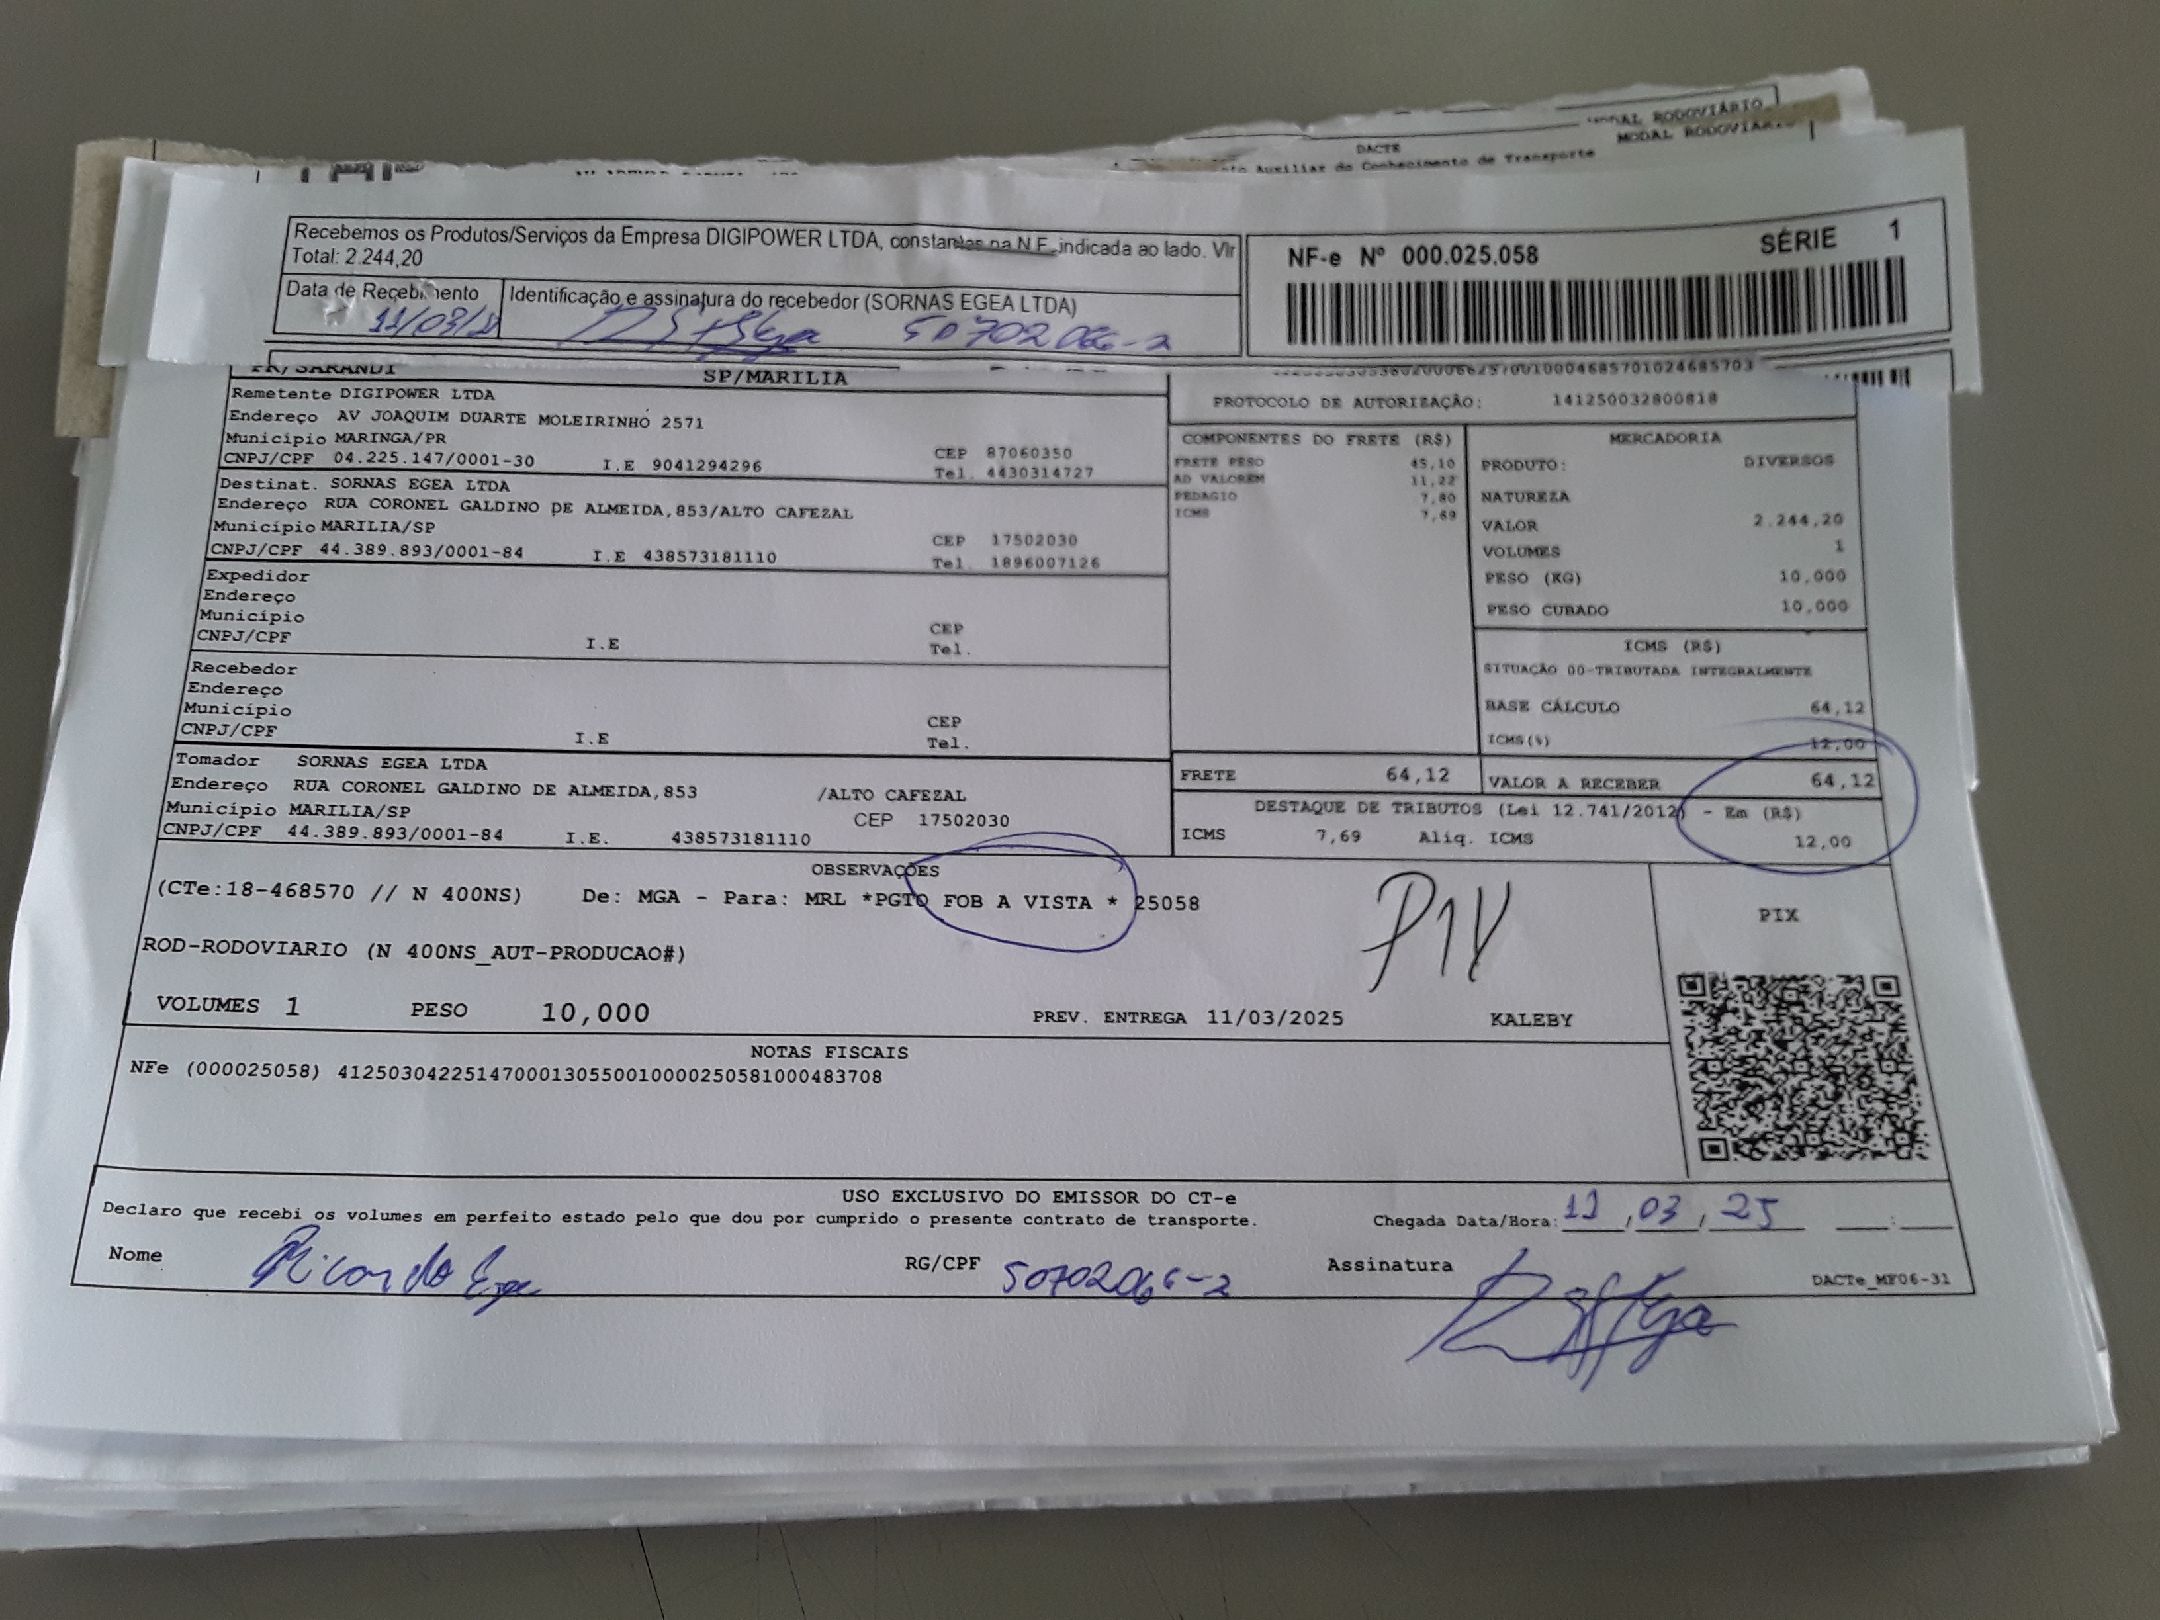 MODAL RODOVIÁRIO
MODAL RODOVIÁRIO
DACTE
Auxiliar do Conhecimento de Transporte
Recebemos os Produtos/Serviços da Empresa DIGIPOWER LTDA, constantes na N.F. indicada ao lado. Vlr
Total: 2.244,20
Data de Recebimento
11/03/25
Identificação e assinatura do recebedor (SORNAS EGEA LTDA)
50702066-2
NF-e Nº 000.025.058
SÉRIE 1
PR/SARANDI SP/MARILIA
Remetente DIGIPOWER LTDA
Endereço AV JOAQUIM DUARTE MOLEIRINHO 2571
Município MARINGA/PR CEP 87060350
CNPJ/CPF 04.225.147/0001-30 I.E 9041294296 Tel. 4430314727
Destinat. SORNAS EGEA LTDA
Endereço RUA CORONEL GALDINO DE ALMEIDA,853/ALTO CAFEZAL
Município MARILIA/SP CEP 17502030
CNPJ/CPF 44.389.893/0001-84 I.E 438573181110 Tel. 1896007126
Expedidor
Endereço
Município CEP
CNPJ/CPF I.E Tel.
Recebedor
Endereço
Município CEP
CNPJ/CPF I.E Tel.
Tomador SORNAS EGEA LTDA
Endereço RUA CORONEL GALDINO DE ALMEIDA,853 /ALTO CAFEZAL
Município MARILIA/SP CEP 17502030
CNPJ/CPF 44.389.893/0001-84 I.E. 438573181110
PROTOCOLO DE AUTORIZAÇÃO: 141250032800818
COMPONENTES DO FRETE (R$)
FRETE PESO 45,10
AD VALOREM 11,22
PEDAGIO 7,80
ICMS 7,69
MERCADORIA
PRODUTO: DIVERSOS
NATUREZA
VALOR 2.244,20
VOLUMES 1
PESO (KG) 10,000
PESO CUBADO 10,000
ICMS (R$)
SITUAÇÃO 00-TRIBUTADA INTEGRALMENTE
BASE CÁLCULO 64,12
ICMS(%) 12,00
FRETE 64,12
VALOR A RECEBER 64,12
DESTAQUE DE TRIBUTOS (Lei 12.741/2012) - Em (R$)
ICMS 7,69 Aliq. ICMS 12,00
OBSERVAÇÕES
(CTe:18-468570 // N 400NS) De: MGA - Para: MRL *PGTO FOB A VISTA * 25058
ROD-RODOVIARIO (N 400NS_AUT-PRODUCAO#)
VOLUMES 1 PESO 10,000 PREV. ENTREGA 11/03/2025 KALEBY
PIX
NOTAS FISCAIS
NFe (000025058) 41250304225147000130550010000250581000483708
USO EXCLUSIVO DO EMISSOR DO CT-e
Declaro que recebi os volumes em perfeito estado pelo que dou por cumprido o presente contrato de transporte.
Chegada Data/Hora: 11/03/25 :
Nome Ricardo Egea RG/CPF 50702066-2 Assinatura
DACTe_MF06-31